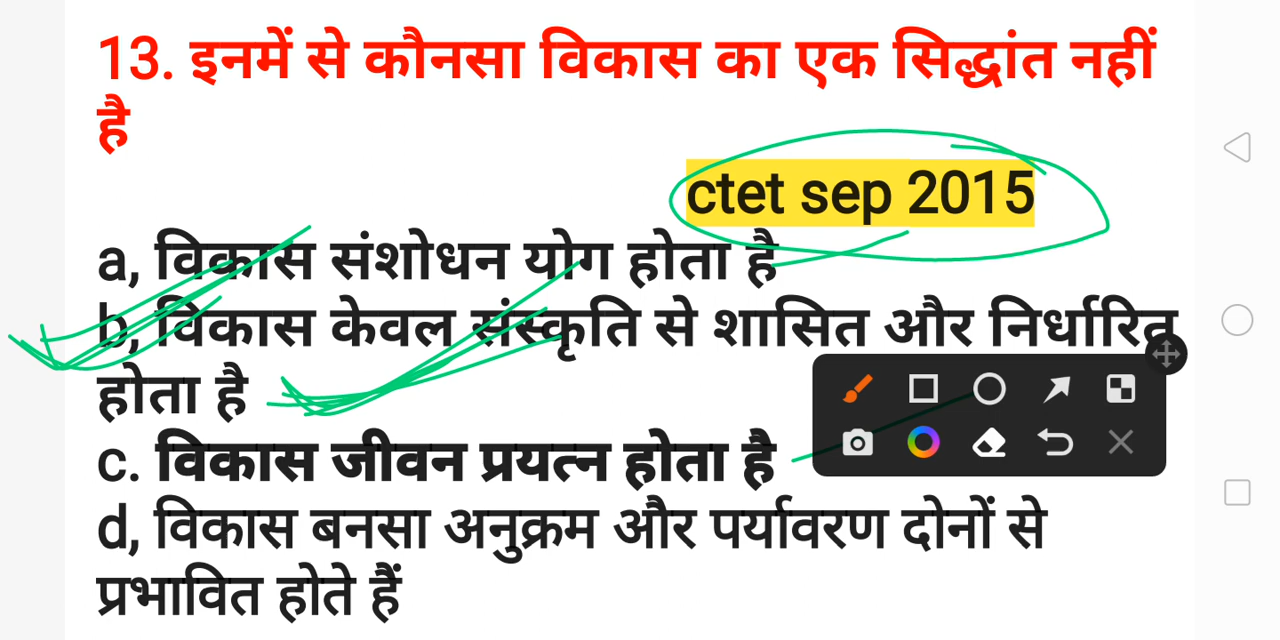 13. इनमें से कौनसा विकास का एक सिद्धांत नहीं
है
ctet sep 2015
a, विकास संशोधन योग होता है
b, विकास केवल संस्कृति से शासित और निर्धारित
होता है
c. विकास जीवन प्रयत्न होता है
d, विकास बनसा अनुक्रम और पर्यावरण दोनों से
प्रभावित होते हैं